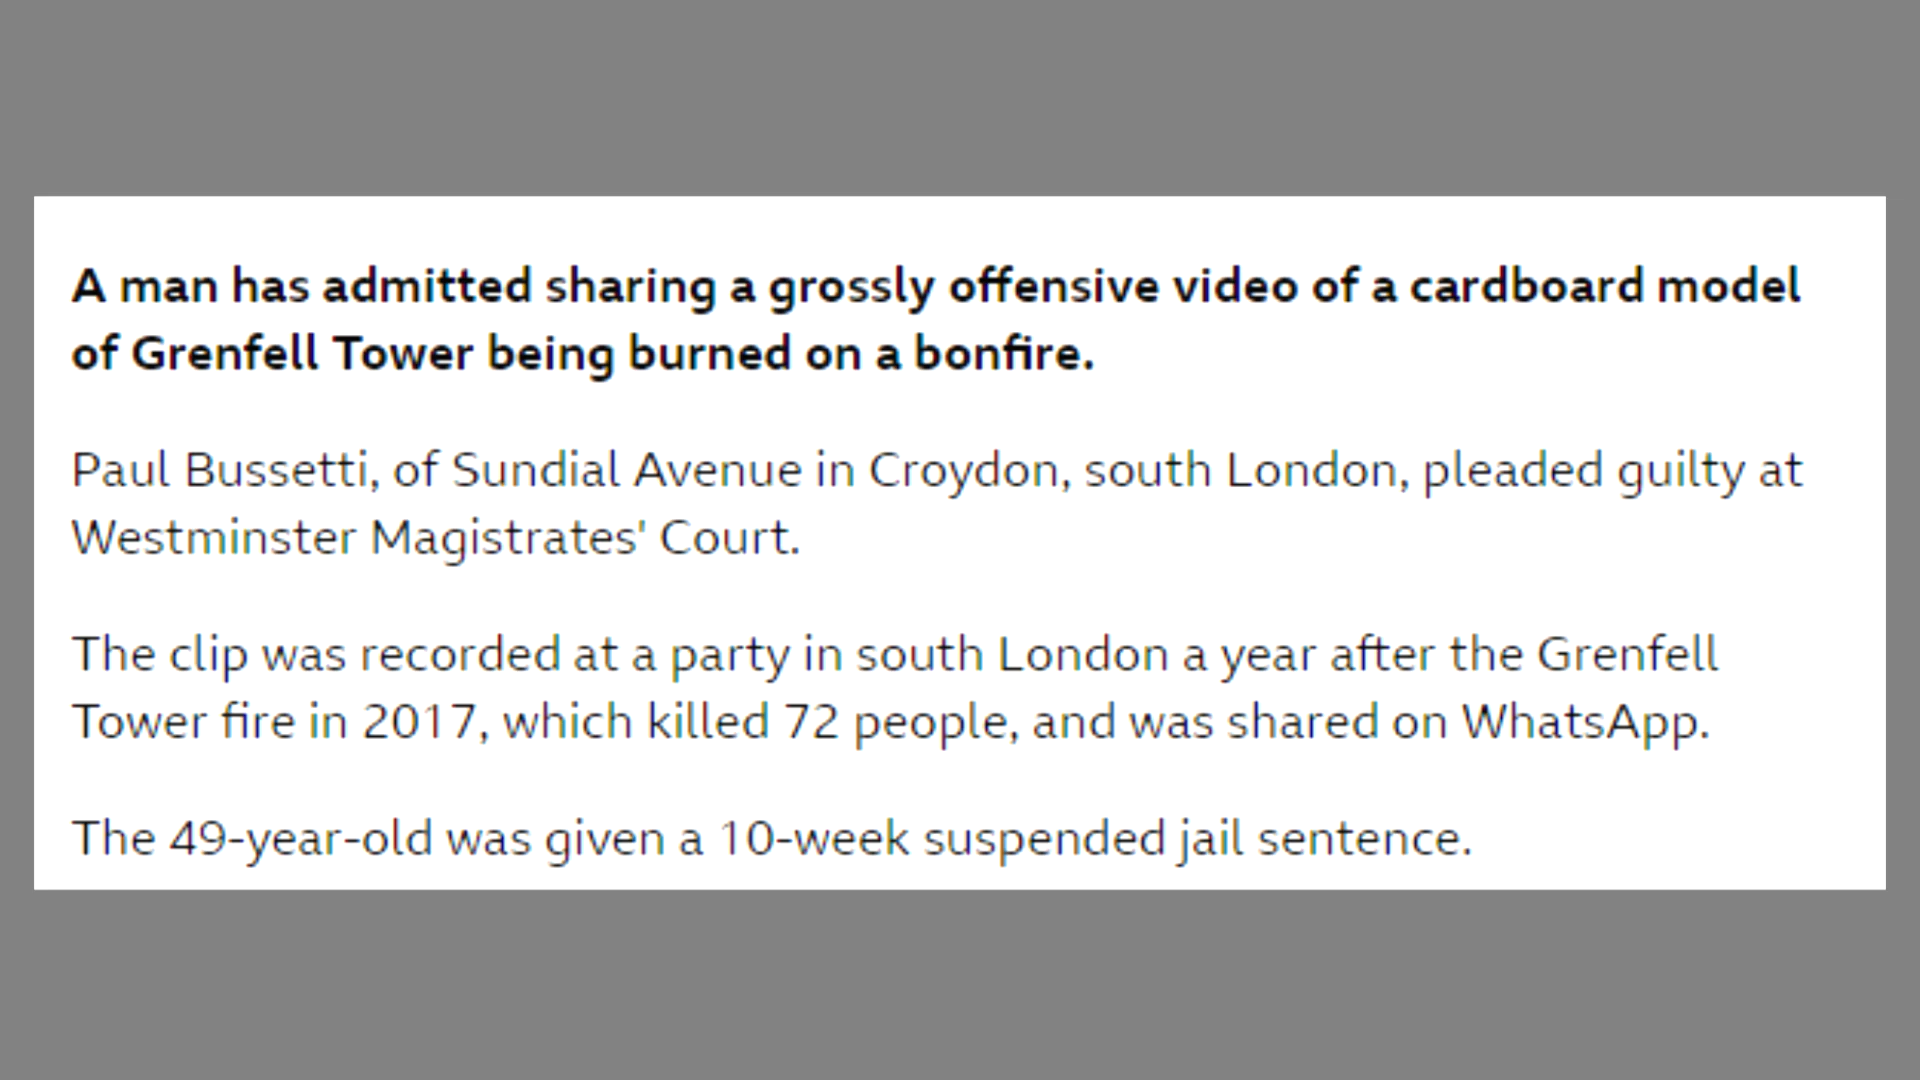 A man has admitted sharing a grossly offensive video of a cardboard model
of Grenfell Tower being burned on a bonfire.
Paul Bussetti, of Sundial Avenue in Croydon, south London, pleaded guilty at
Westminster Magistrates' Court.
The clip was recorded at a party in south London a year after the Grenfell
Tower fire in 2017, which killed 72 people, and was shared on WhatsApp.
The 49-year-old was given a 10-week suspended jail sentence.